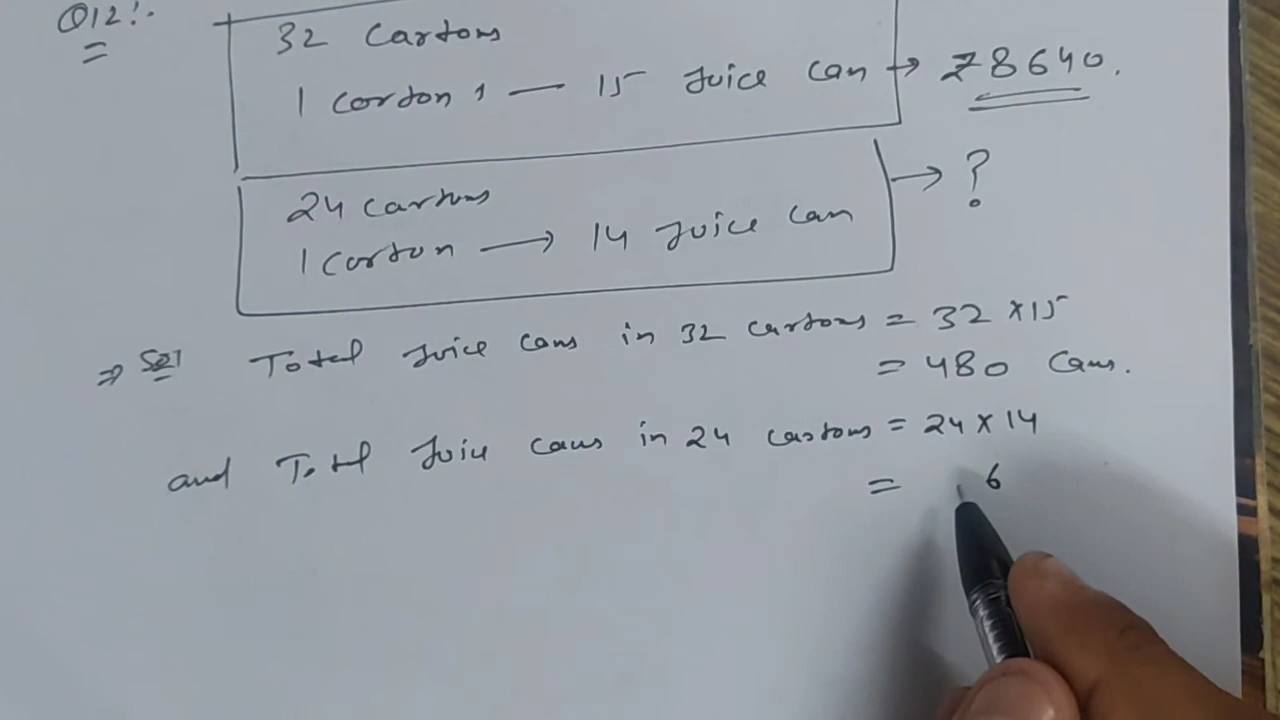 Q12!.
32 Cartons
1 Carton 1 — 15 Juice Can → ₹8640.
24 Cartons
1 Carton → 14 Juice Can → ?
⇒ Sol Total Juice Cans in 32 Cartons = 32 × 15
= 480 Cans.
and Total Juice Cans in 24 Cartons = 24 × 14
= 6